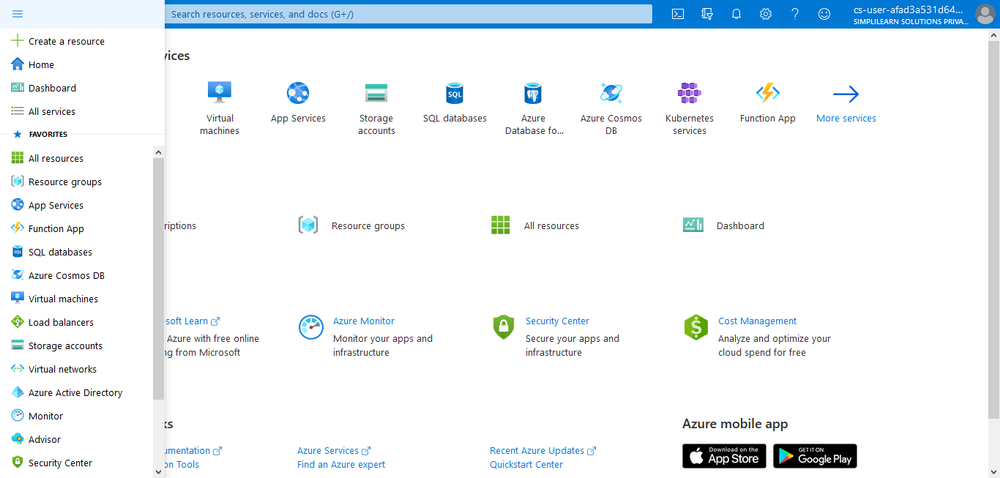 Search resources, services, and docs (G+/)
cs-user-afad3a531d64...
SIMPLILEARN SOLUTIONS PRIVA...
Create a resource
Home
Dashboard
All services
FAVORITES
All resources
Resource groups
App Services
Function App
SQL databases
Azure Cosmos DB
Virtual machines
Load balancers
Storage accounts
Virtual networks
Azure Active Directory
Monitor
Advisor
Security Center
vices
Virtual
machines
App Services
Storage
accounts
SQL
SQL databases
Azure
Database fo...
Azure Cosmos
DB
Kubernetes
services
Function App
More services
riptions
Resource groups
All resources
Dashboard
soft Learn
Azure with free online
ng from Microsoft
Azure Monitor
Monitor your apps and
infrastructure
Security Center
Secure your apps and
infrastructure
Cost Management
Analyze and optimize your
cloud spend for free
ks
umentation
on Tools
Azure Services
Find an Azure expert
Recent Azure Updates
Quickstart Center
Azure mobile app
Download on the
App Store
GET IT ON
Google Play